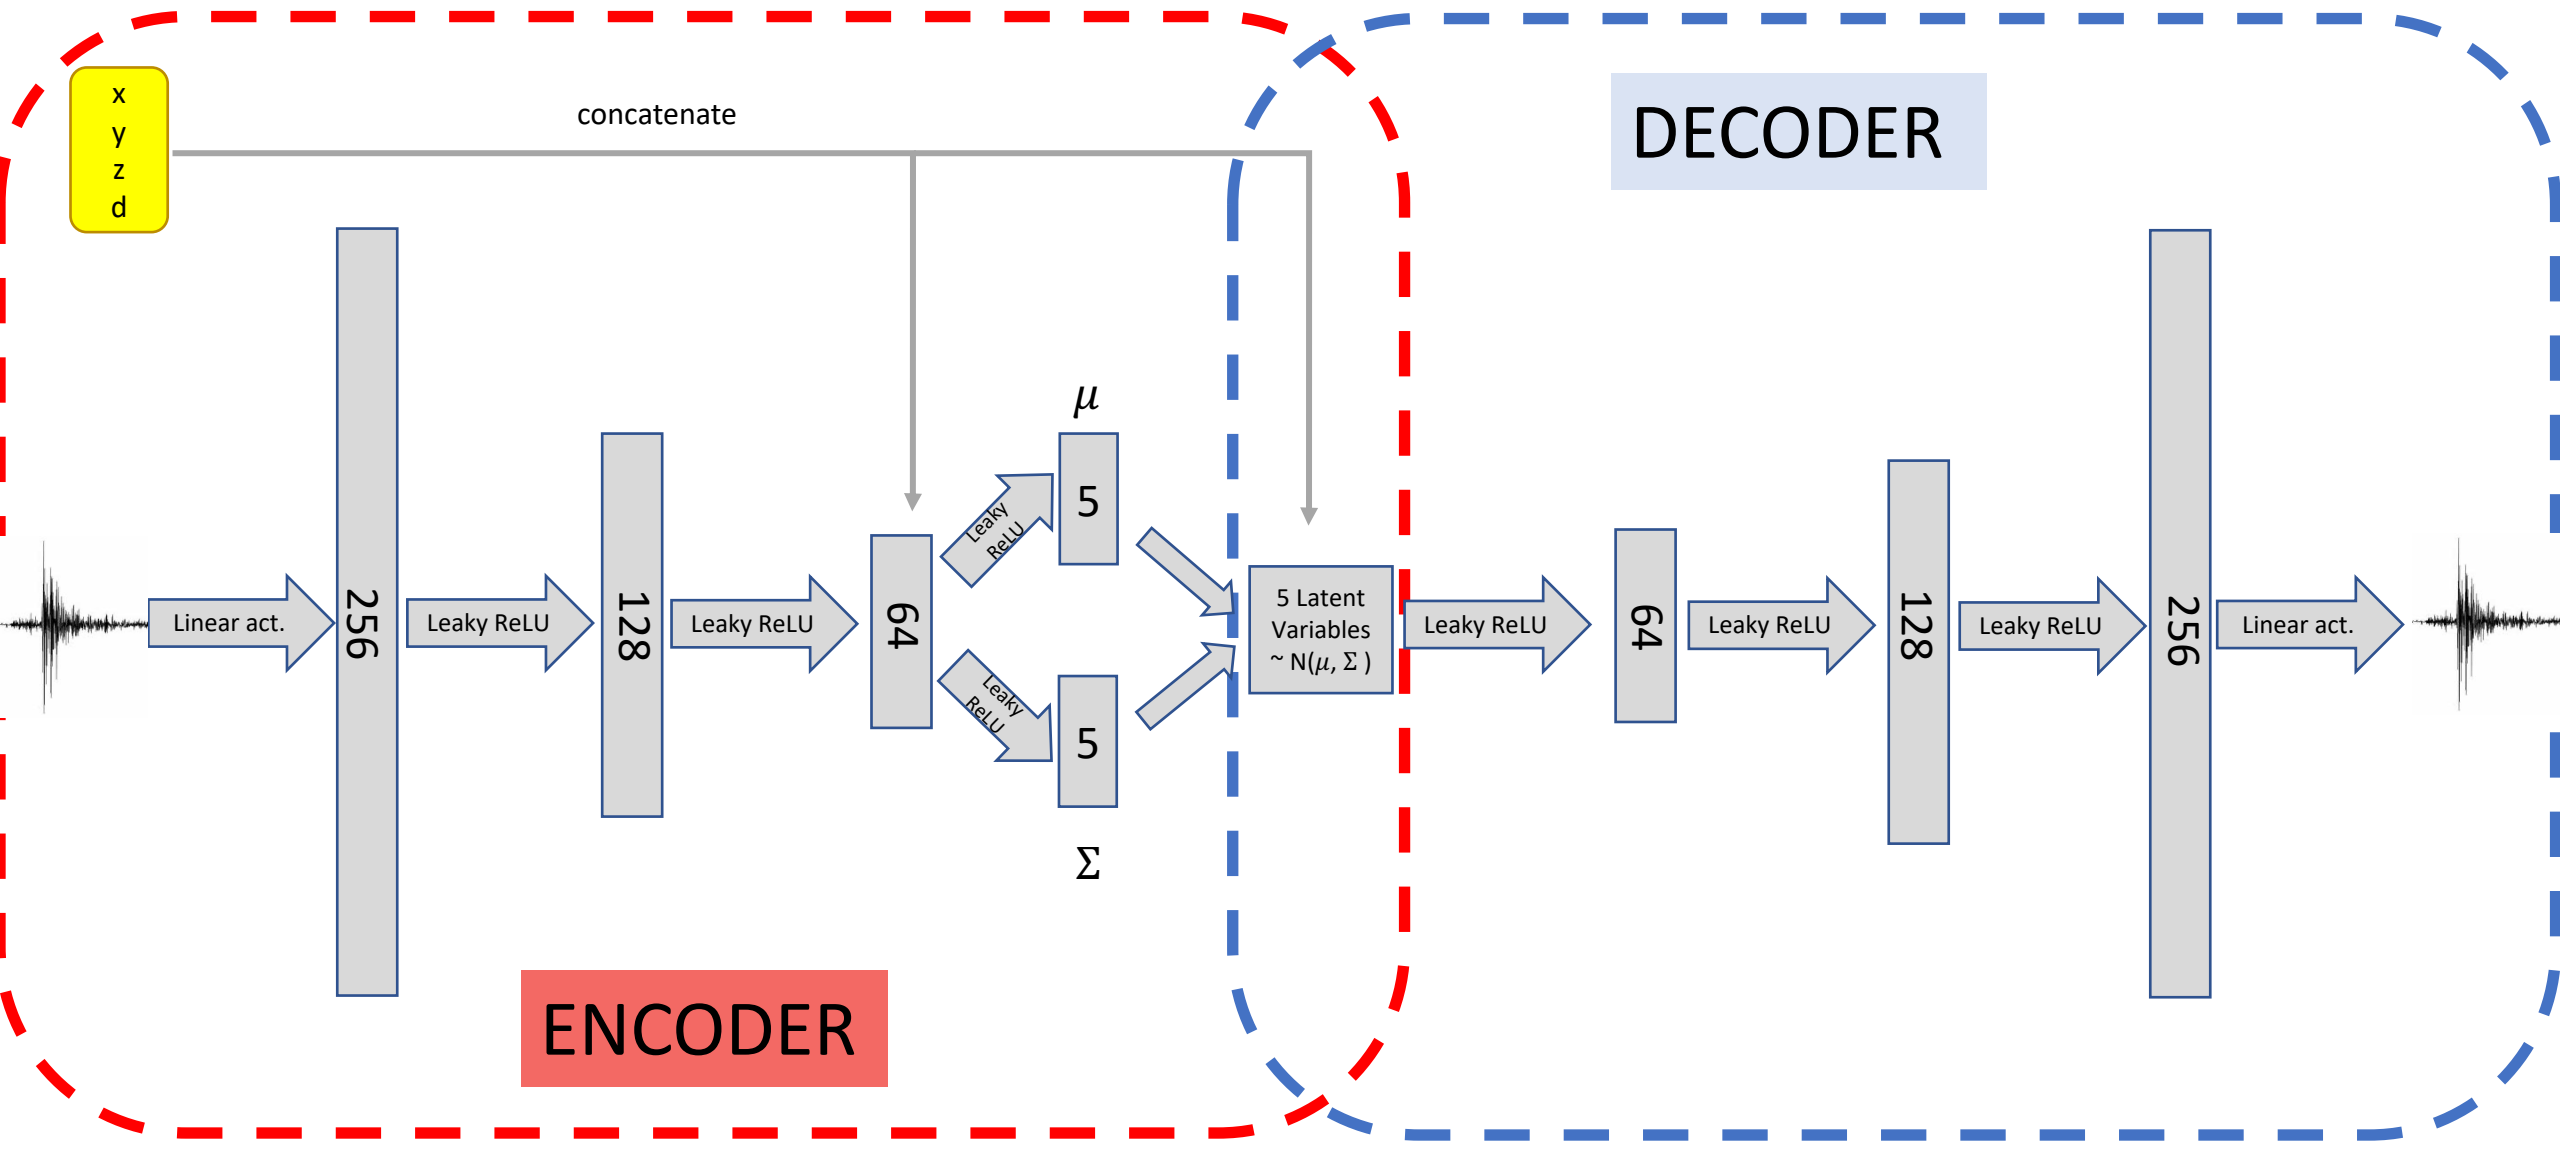 x
y
z
d
concatenate
DECODER
μ
5
Leaky
ReLU
Linear act.
256
Leaky ReLU
128
Leaky ReLU
64
Leaky
ReLU
5
Σ
5 Latent
Variables
~ N(μ, Σ )
Leaky ReLU
64
Leaky ReLU
128
Leaky ReLU
256
Linear act.
ENCODER